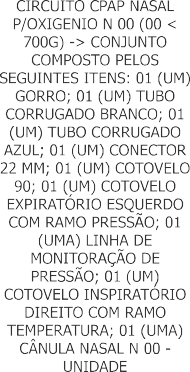 CIRCUITO CPAP NASAL
P/OXIGENIO N 00 (00 <
700G) -> CONJUNTO
COMPOSTO PELOS
SEGUINTES ITENS: 01 (UM)
GORRO; 01 (UM) TUBO
CORRUGADO BRANCO; 01
(UM) TUBO CORRUGADO
AZUL; 01 (UM) CONECTOR
22 MM; 01 (UM) COTOVELO
90; 01 (UM) COTOVELO
EXPIRATÓRIO ESQUERDO
COM RAMO PRESSÃO; 01
(UMA) LINHA DE
MONITORAÇÃO DE
PRESSÃO; 01 (UM)
COTOVELO INSPIRATÓRIO
DIREITO COM RAMO
TEMPERATURA; 01 (UMA)
CÂNULA NASAL N 00 -
UNIDADE